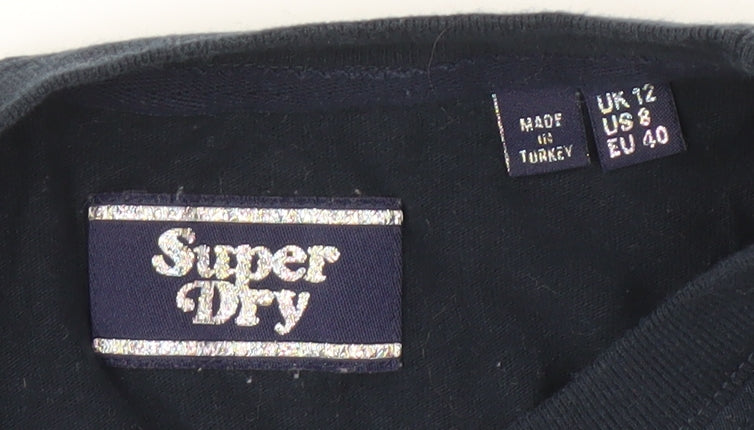 MADE
IN
TURKEY
UK 12
US 8
EU 40
Super
Dry